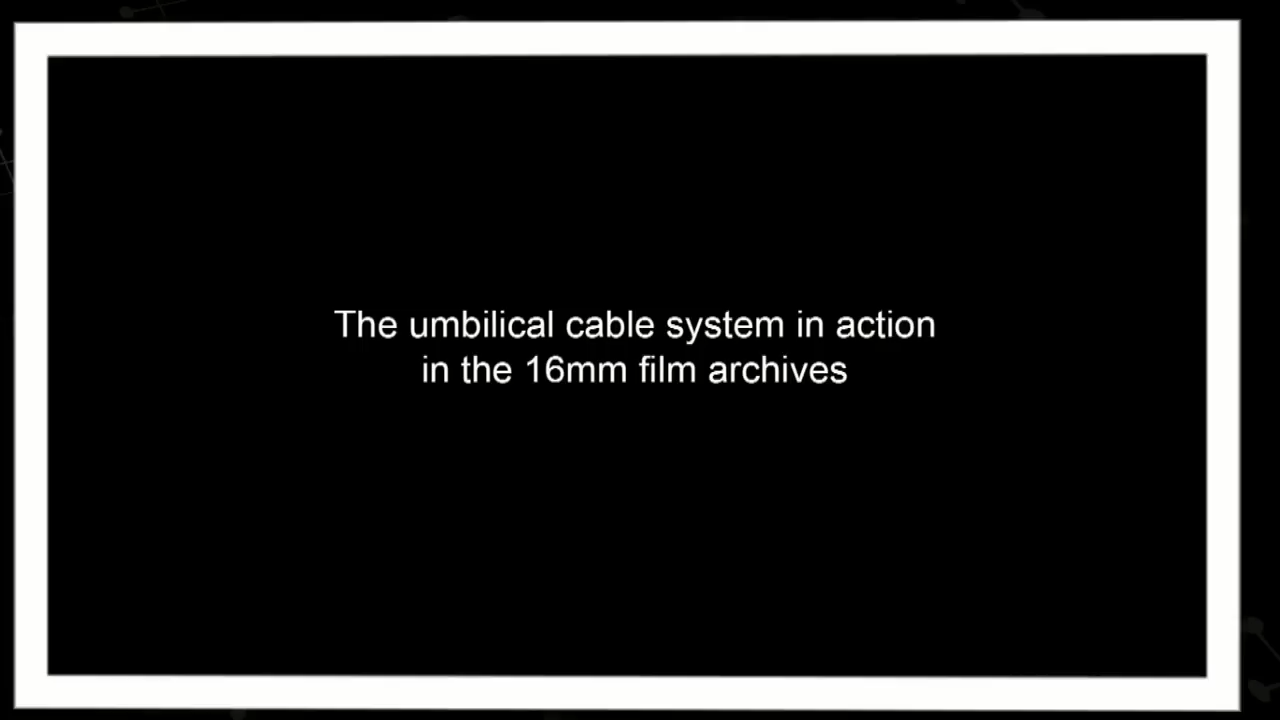 The umbilical cable system in action
in the 16mm film archives